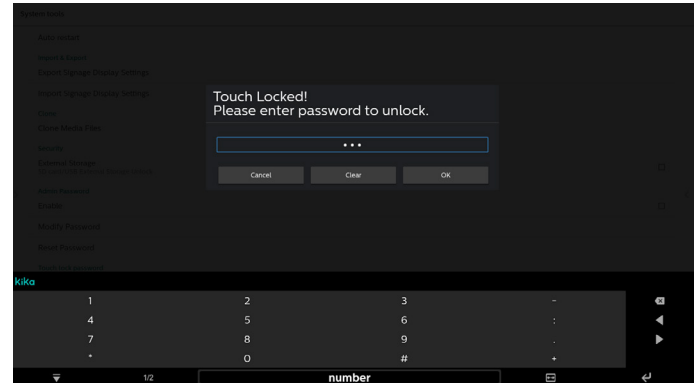 System tools
Auto restart
Import & Export
Export Signage Display Settings
Import Signage Display Settings
Clone
Clone Media Files
Security
External Storage
Admin Password
Enable
Modify Password
Reset Password
Touch Locked!
Please enter password to unlock.
•••
Cancel Clear OK
kika
1 2 3 -
4 5 6 :
7 8 9 .
* 0 # +
1/2 number